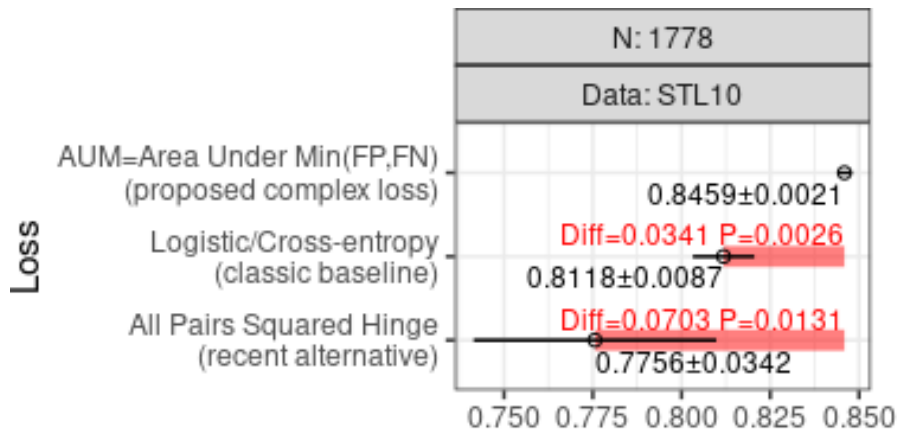 N: 1778
Data: STL10
Loss
AUM=Area Under Min(FP,FN)
(proposed complex loss)
0.8459±0.0021
Logistic/Cross-entropy
(classic baseline)
Diff=0.0341 P=0.0026
0.8118±0.0087
All Pairs Squared Hinge
(recent alternative)
Diff=0.0703 P=0.0131
0.7756±0.0342
0.750 0.775 0.800 0.825 0.850